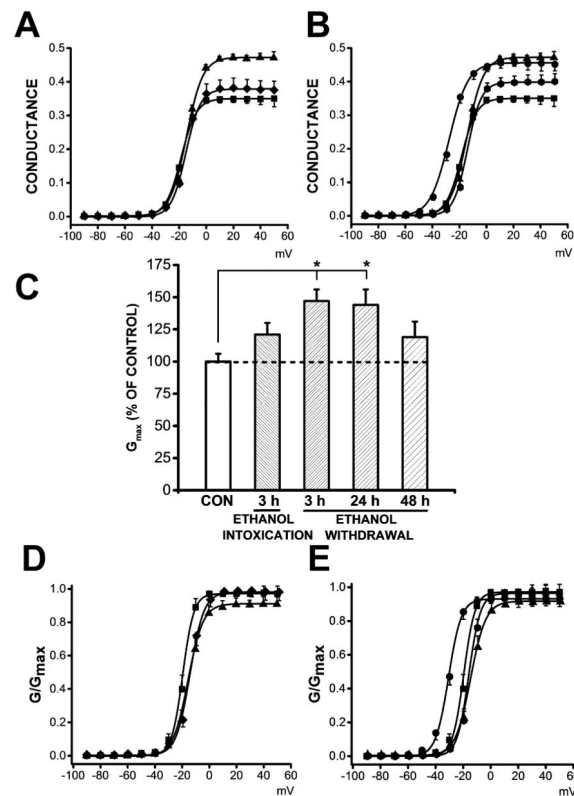 A
B
CONDUCTANCE
0.5
0.4
0.3
0.2
0.1
0.0
-100 -80 -60 -40 -20 0 20 40 60
mV
CONDUCTANCE
0.5
0.4
0.3
0.2
0.1
0.0
-100 -80 -60 -40 -20 0 20 40 60
mV
C
Gmax (% OF CONTROL)
175
150
125
100
75
50
25
0
* *
CON 3 h 3 h 24 h 48 h
ETHANOL ETHANOL
INTOXICATION WITHDRAWAL
D
E
G/Gmax
1.0
0.8
0.6
0.4
0.2
0.0
-100 -80 -60 -40 -20 0 20 40 60
mV
G/Gmax
1.0
0.8
0.6
0.4
0.2
0.0
-100 -80 -60 -40 -20 0 20 40 60
mV